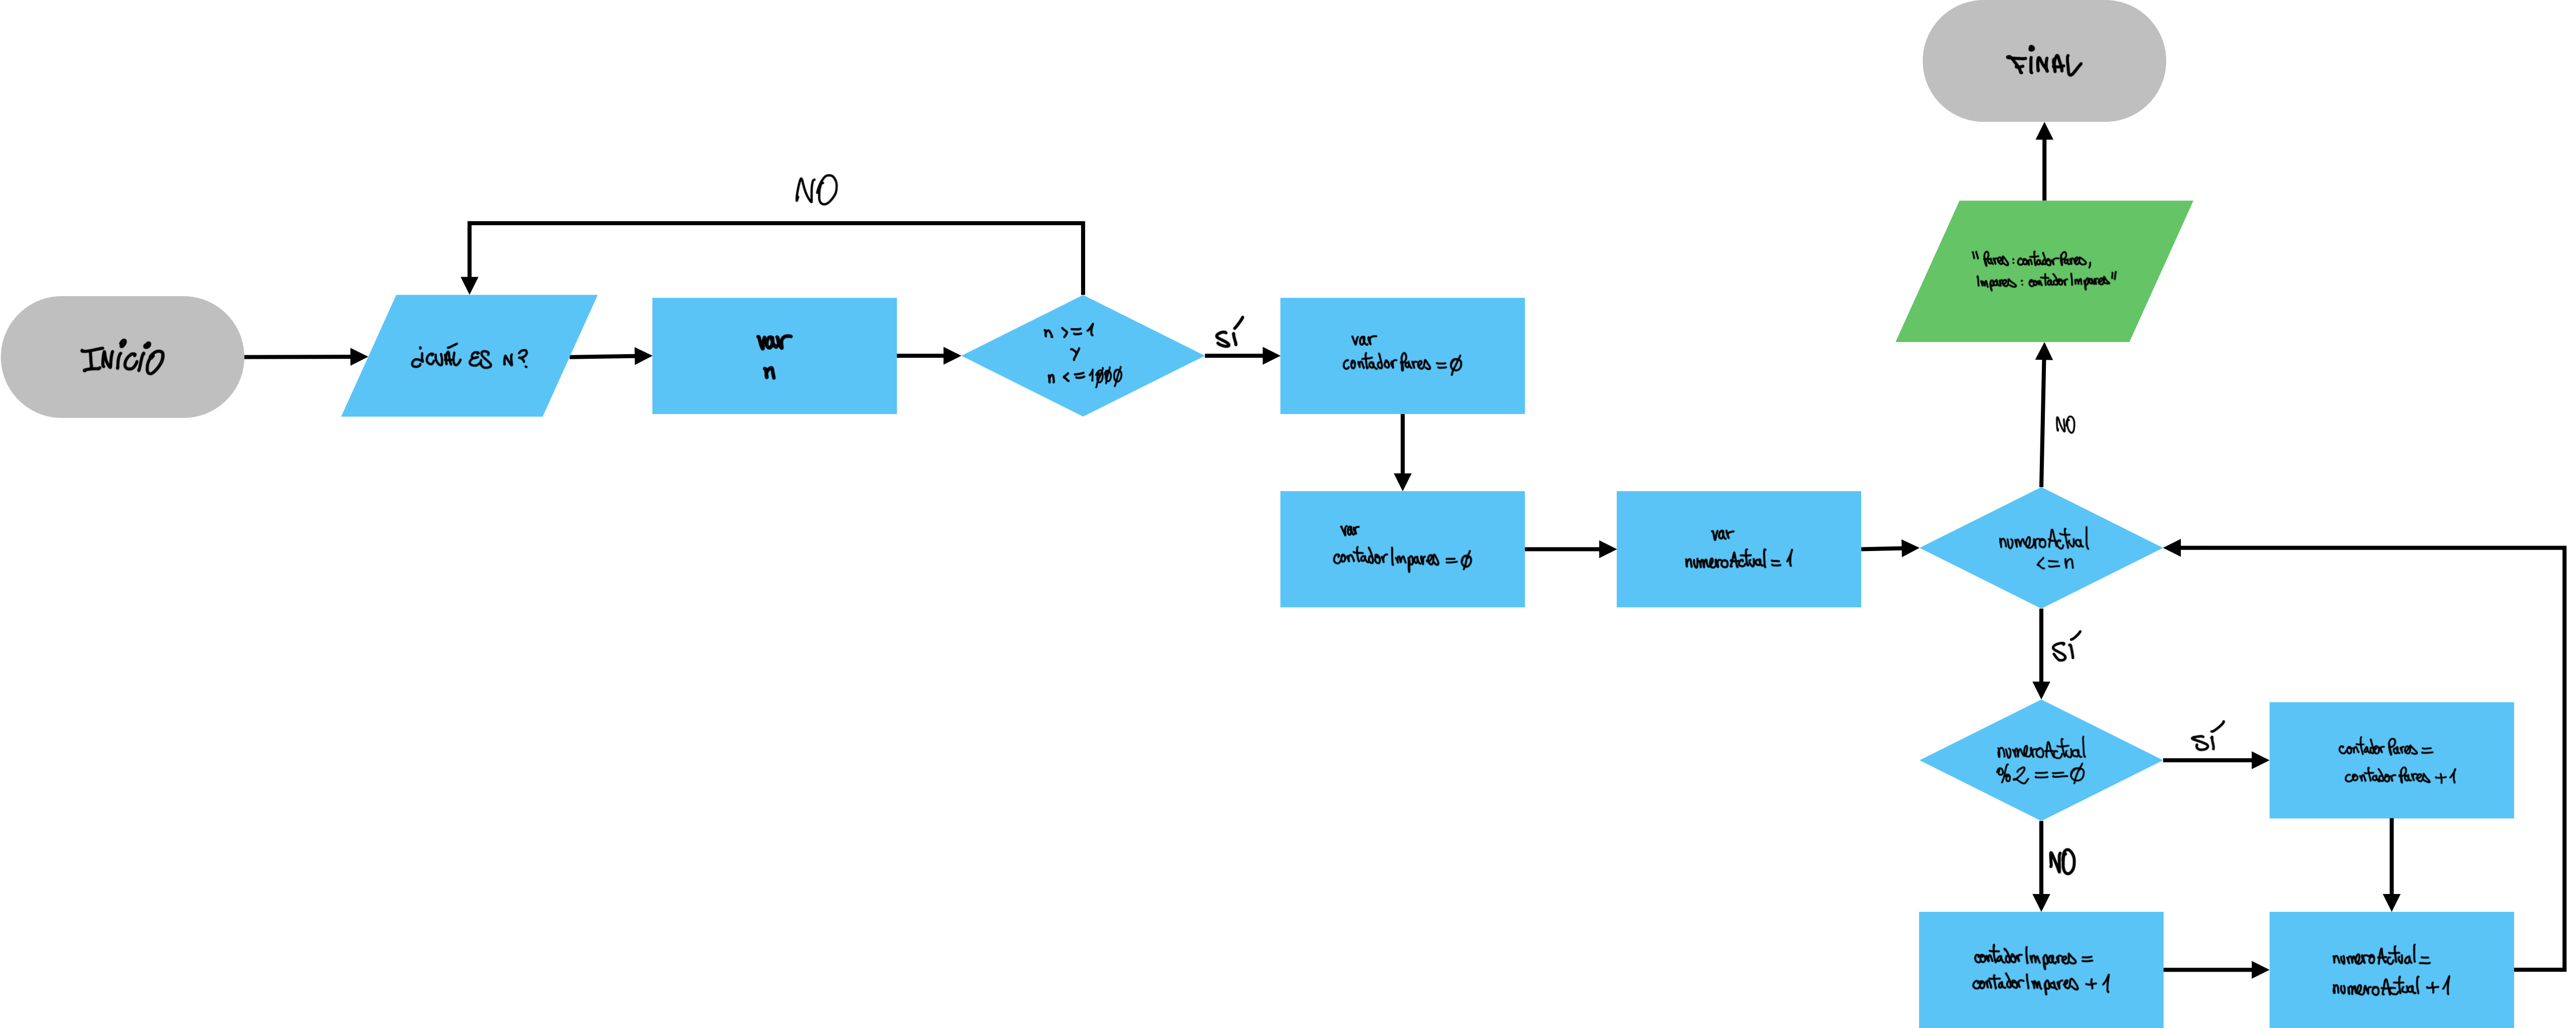 INICIO
¿CUÁL ES N?
var
n
n >= 1
Y
n <= 1000
NO
SÍ
var
contadorPares = 0
var
contadorImpares = 0
var
numeroActual = 1
numeroActual
<= n
NO
"Pares: contadorPares,
Impares: contadorImpares"
FINAL
SÍ
numeroActual
%2 == 0
SÍ
contadorPares =
contadorPares + 1
NO
contadorImpares =
contadorImpares + 1
numeroActual =
numeroActual + 1